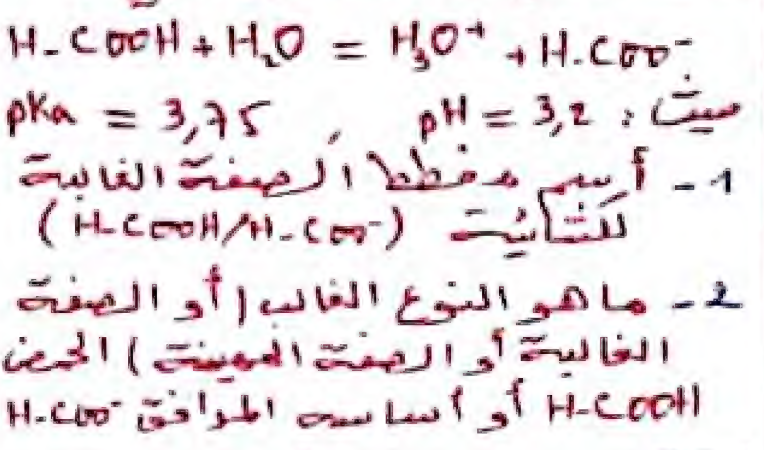 H-COOH + H₂O = H₃O⁺ + H-COO⁻
حيث : pH = 3,2 , pKa = 3,75
1 - أرسم مخطط الصفة الغالبة
للثنائية (H-COOH/H-COO⁻)
2 - ما هو النوع الغالب (أو الصفة
الغالبة أو الصفة المهيمنة) الحمض
H-COOH أو أساسه المرافق H-COO⁻